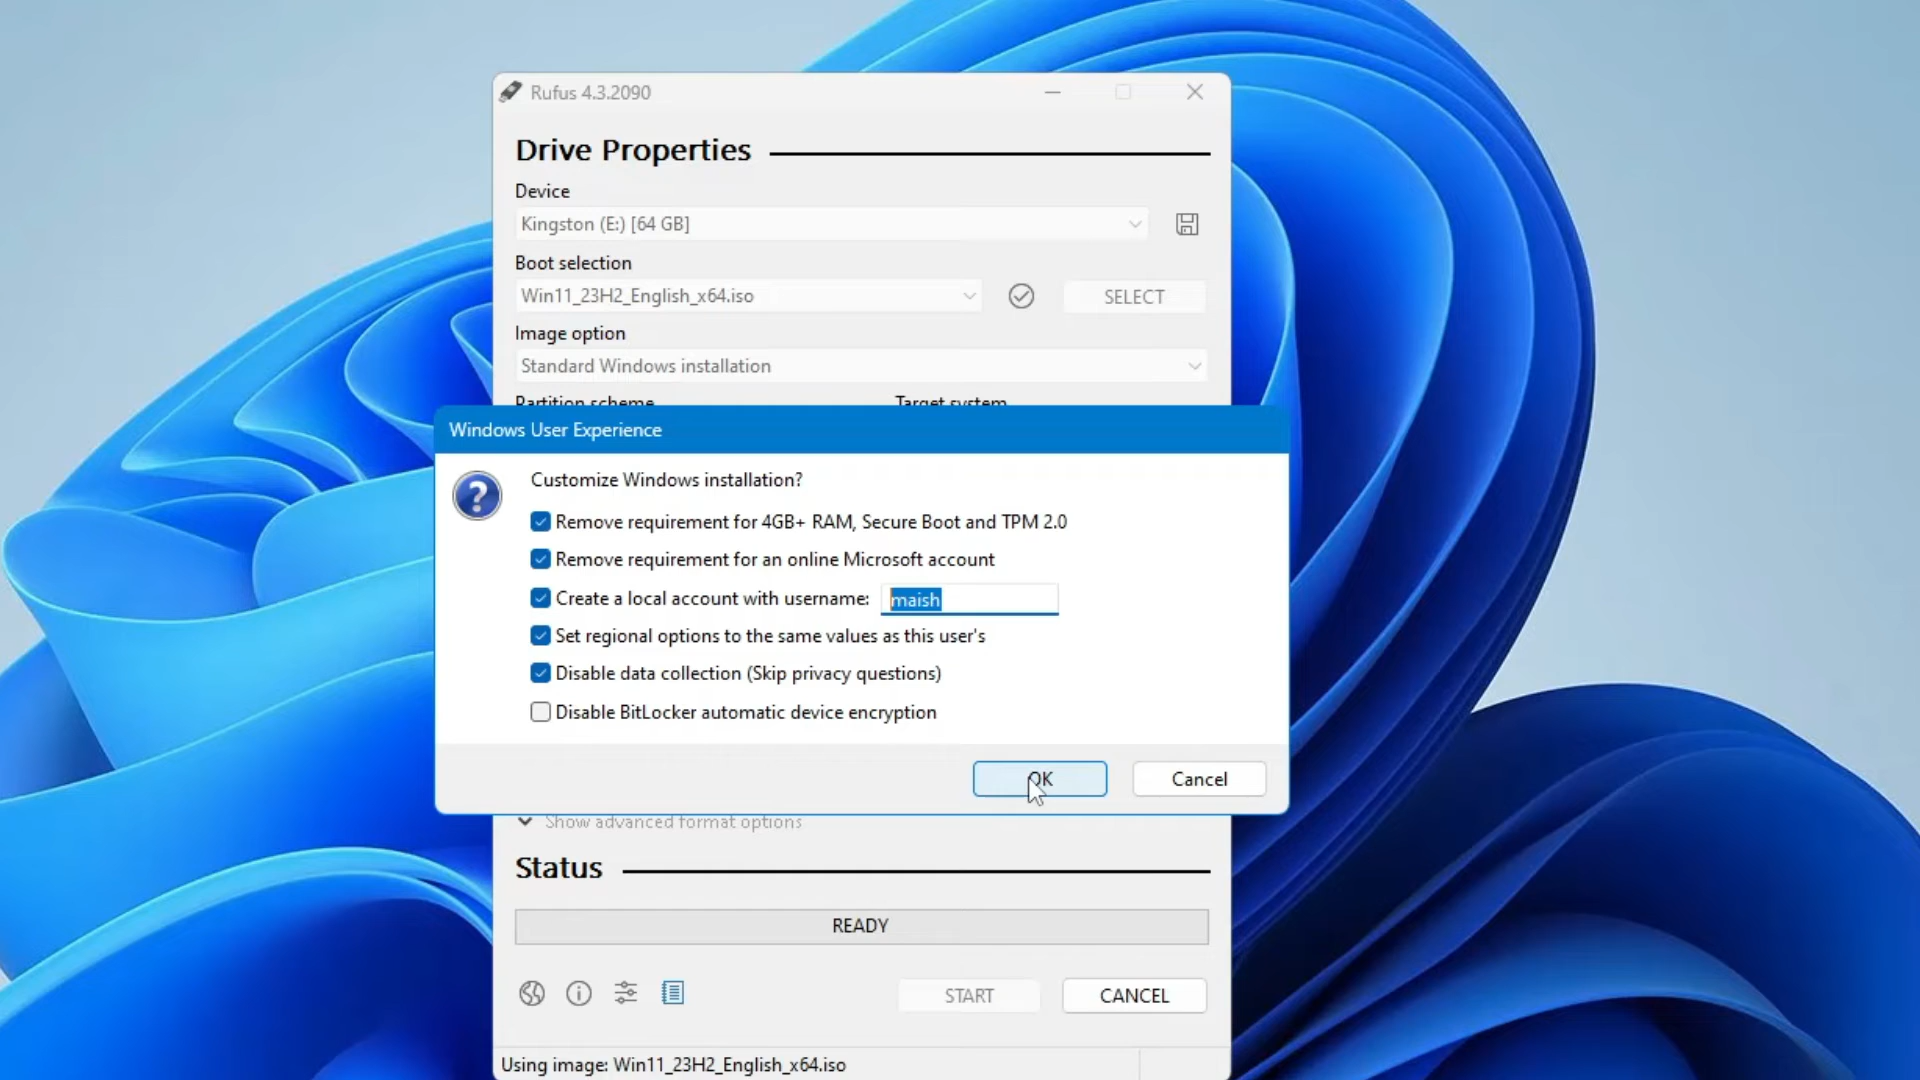 Rufus 4.3.2090
Drive Properties
Device
Kingston (E:) [64 GB]
Boot selection
Win11_23H2_English_x64.iso
SELECT
Image option
Standard Windows installation
Partition scheme Target system
Windows User Experience
Customize Windows installation?
Remove requirement for 4GB+ RAM, Secure Boot and TPM 2.0
Remove requirement for an online Microsoft account
Create a local account with username: maish
Set regional options to the same values as this user's
Disable data collection (Skip privacy questions)
Disable BitLocker automatic device encryption
OK Cancel
Show advanced format options
Status
READY
START CANCEL
Using image: Win11_23H2_English_x64.iso